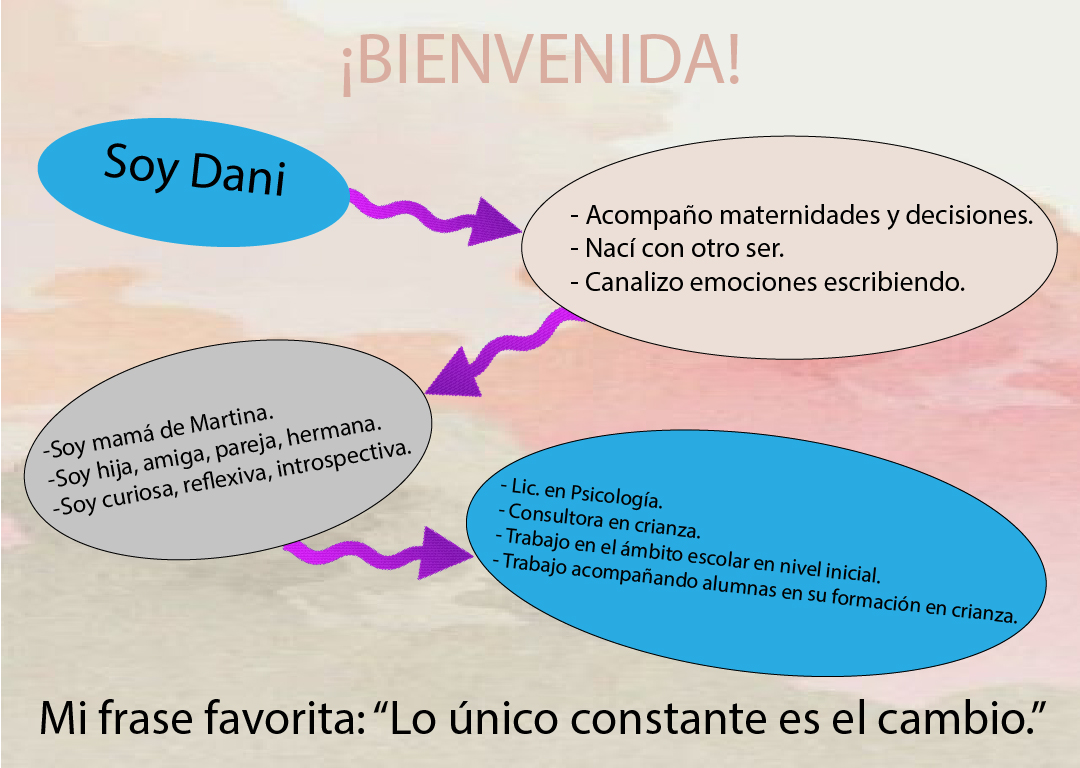 ¡BIENVENIDA!
Soy Dani
- Acompaño maternidades y decisiones.
- Nací con otro ser.
- Canalizo emociones escribiendo.
-Soy mamá de Martina.
-Soy hija, amiga, pareja, hermana.
-Soy curiosa, reflexiva, introspectiva.
- Lic. en Psicología.
- Consultora en crianza.
- Trabajo en el ámbito escolar en nivel inicial.
- Trabajo acompañando alumnas en su formación en crianza.
Mi frase favorita: “Lo único constante es el cambio.”